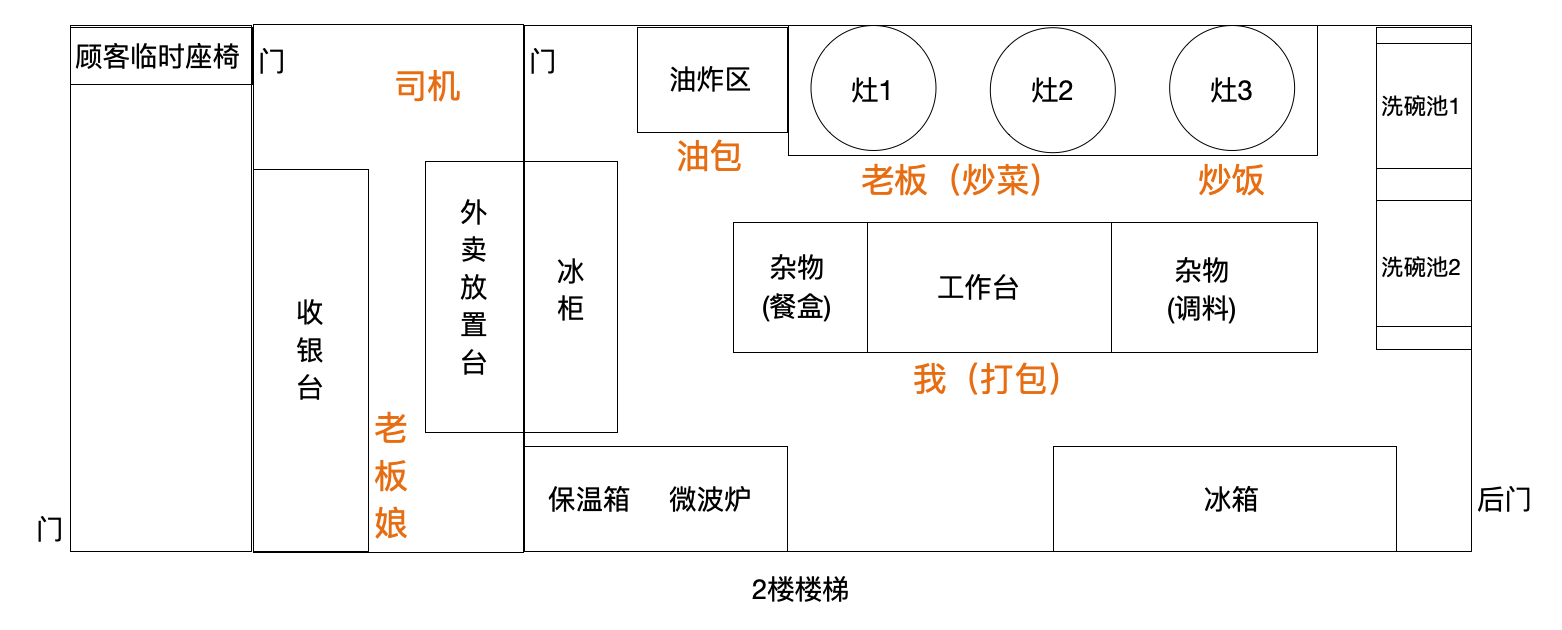 顾客临时座椅
门
司机
门
油炸区
灶1
灶2
灶3
洗碗池1
油包
老板（炒菜）
炒饭
收银台
外卖放置台
冰柜
杂物
(餐盒)
工作台
杂物
(调料)
洗碗池2
我（打包）
老板娘
门
保温箱
微波炉
冰箱
后门
2楼楼梯